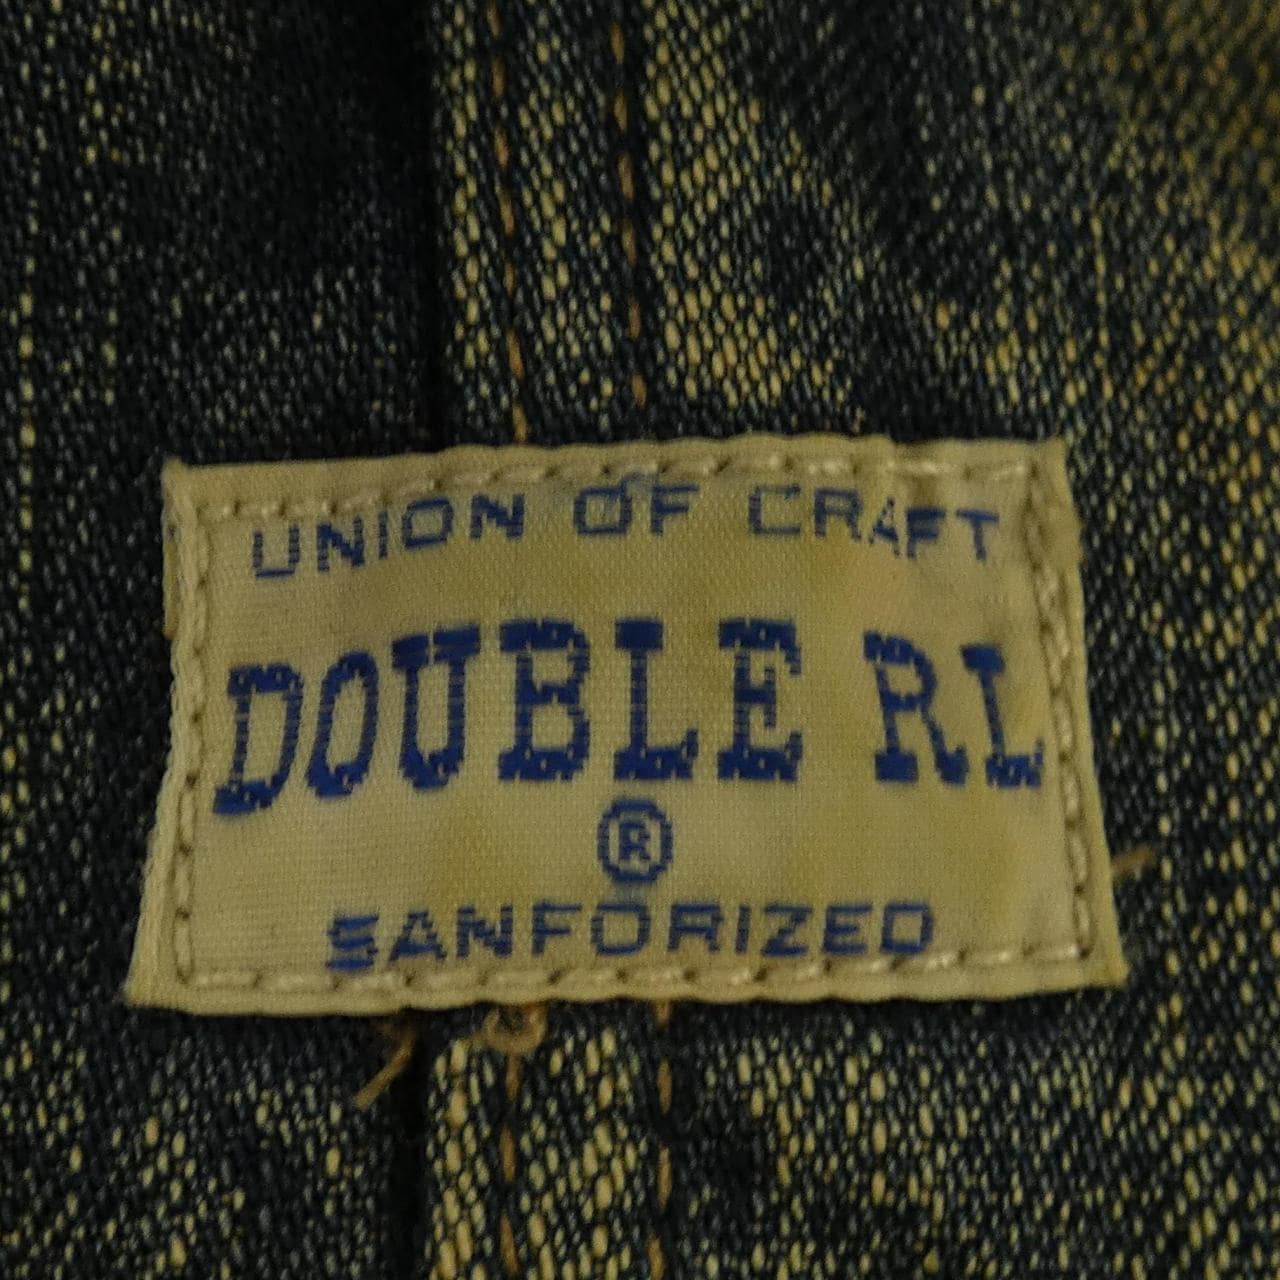 UNION OF CRAFT
DOUBLE RL
®
SANFORIZED